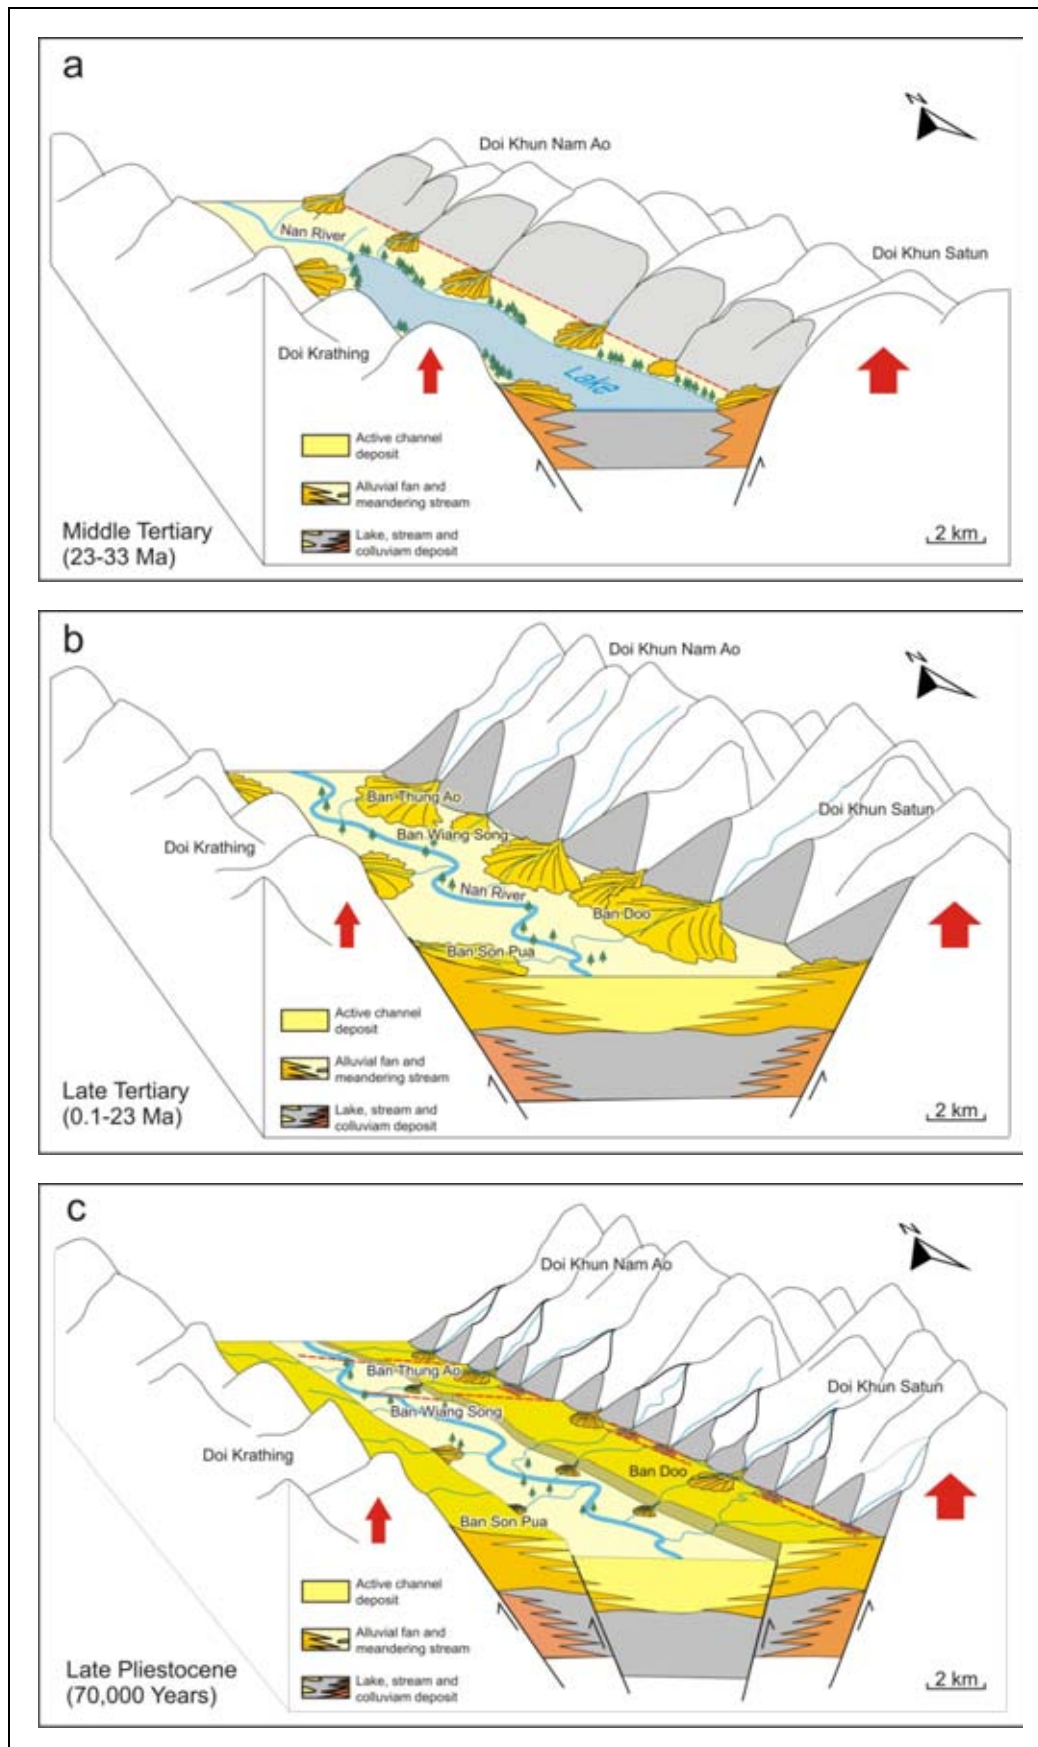 a
N
Doi Khun Nam Ao
Doi Khun Satun
Nan River
Doi Krathing
Lake
Active channel
deposit
Alluvial fan and
meandering stream
Lake, stream and
colluviam deposit
Middle Tertiary
(23-33 Ma)
2 km
b
N
Doi Khun Nam Ao
Ban Thung Ao
Doi Khun Satun
Ban Wiang Song
Doi Krathing
Nan River
Ban Doo
Ban Son Pua
Active channel
deposit
Alluvial fan and
meandering stream
Lake, stream and
colluviam deposit
Late Tertiary
(0.1-23 Ma)
2 km
c
N
Doi Khun Nam Ao
Ban Thung Ao
Doi Khun Satun
Ban Wiang Song
Doi Krathing
Ban Doo
Ban Son Pua
Active channel
deposit
Alluvial fan and
meandering stream
Lake, stream and
colluviam deposit
Late Pliestocene
(70,000 Years)
2 km